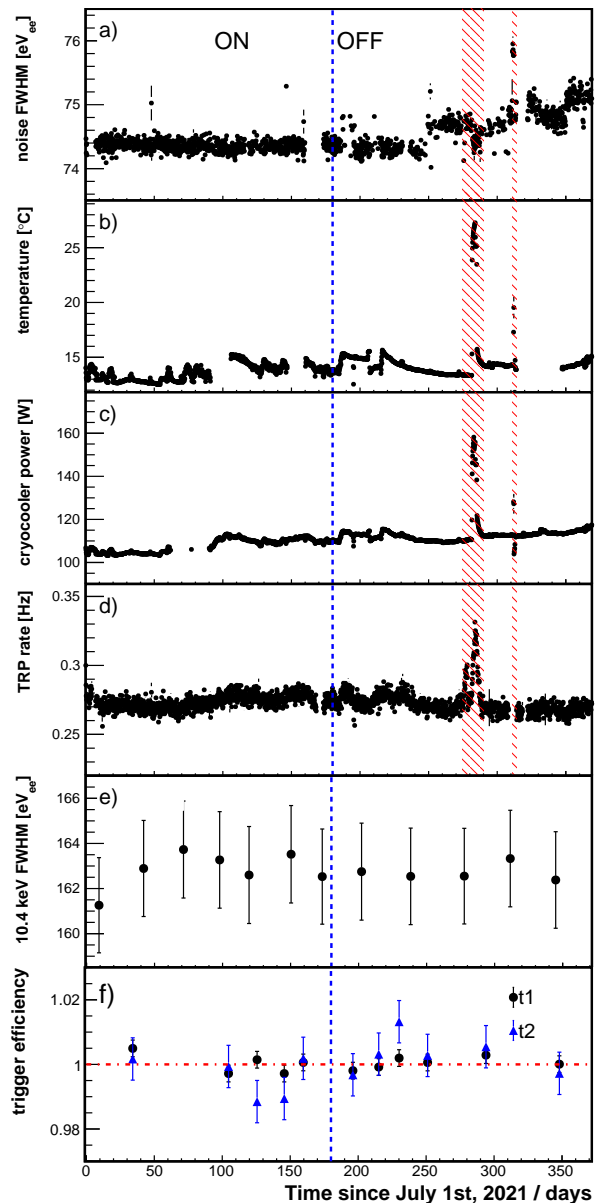 a)
ON
OFF
noise FWHM [eVee]
76
75
74
b)
temperature [°C]
25
20
15
c)
cryocooler power [W]
160
140
120
100
d)
TRP rate [Hz]
0.35
0.3
0.25
e)
10.4 keV FWHM [eVee]
166
164
162
160
f)
t1
t2
trigger efficiency
1.02
1
0.98
0 50 100 150 200 250 300 350
Time since July 1st, 2021 / days